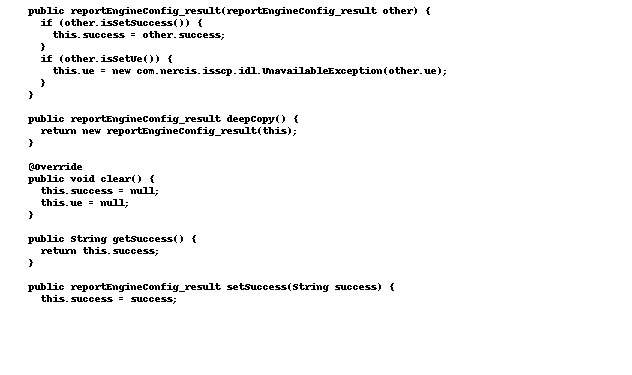 public reportEngineConfig_result(reportEngineConfig_result other) {
if (other.isSetSuccess()) {
this.success = other.success;
}
if (other.isSetUe()) {
this.ue = new com.nercis.isscp.idl.UnavailableException(other.ue);
}
}
public reportEngineConfig_result deepCopy() {
return new reportEngineConfig_result(this);
}
@Override
public void clear() {
this.success = null;
this.ue = null;
}
public String getSuccess() {
return this.success;
}
public reportEngineConfig_result setSuccess(String success) {
this.success = success;